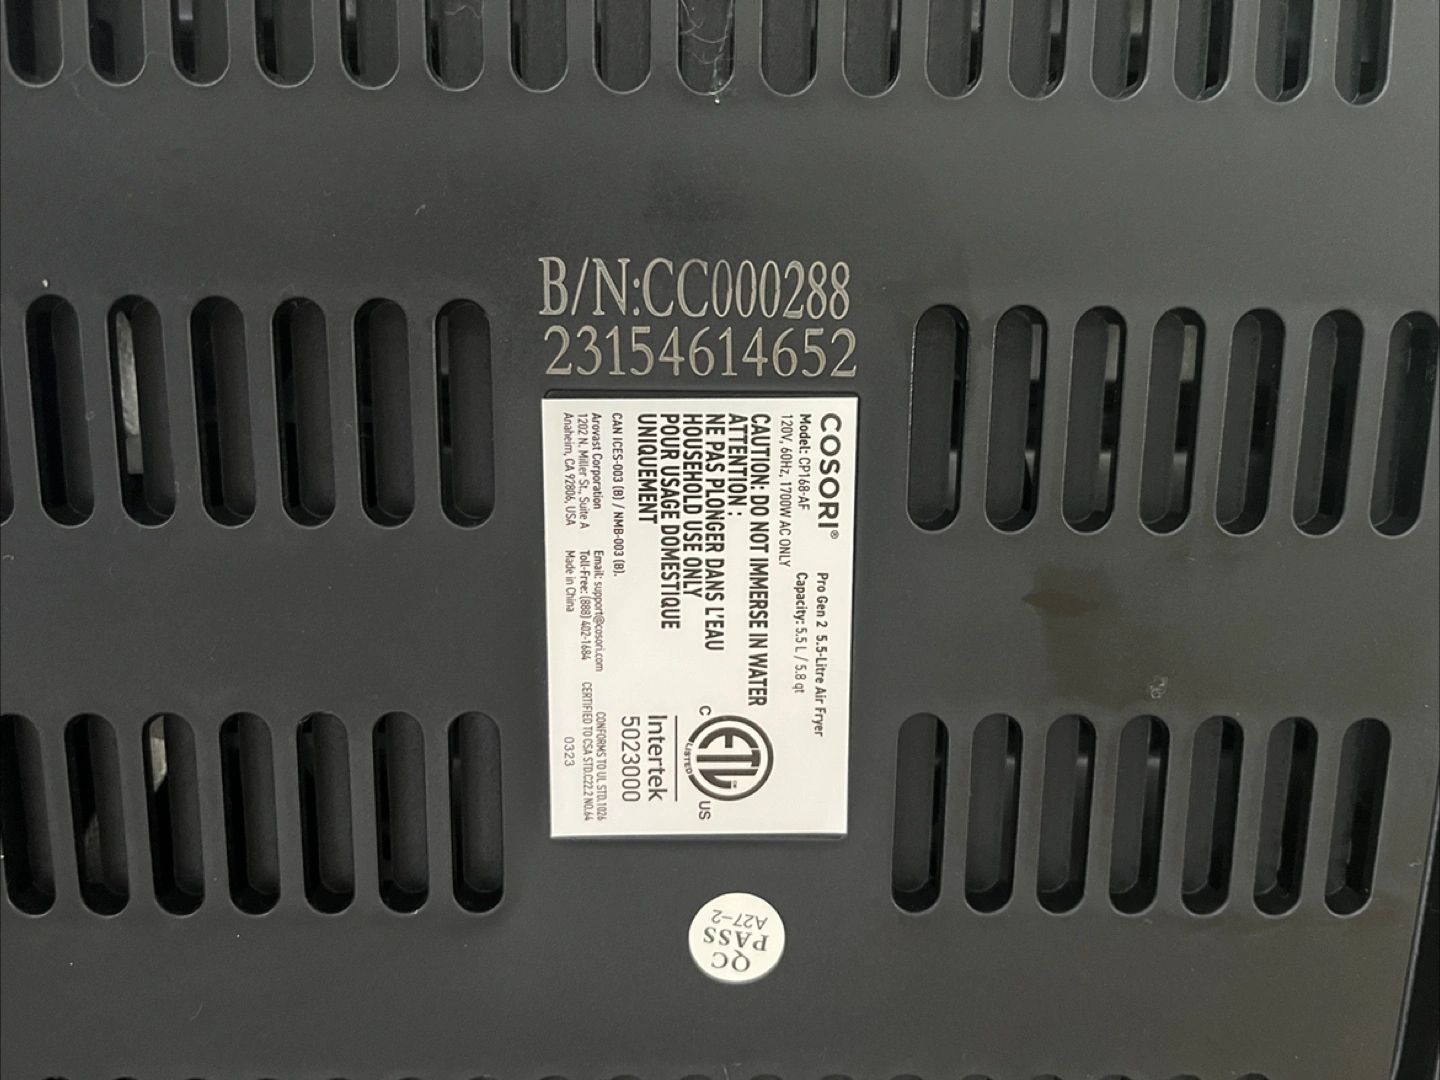 B/N:CC000288
23154614652
COSORI®
Pro Gen 2 5.5-Litre Air Fryer
Model: CP168-AF
Capacity: 5.5 L / 5.8 qt
120V, 60Hz, 1700W AC ONLY
CAUTION: DO NOT IMMERSE IN WATER
ATTENTION :
NE PAS PLONGER DANS L'EAU
HOUSEHOLD USE ONLY
POUR USAGE DOMESTIQUE
UNIQUEMENT
CAN ICES-003 (B) / NMB-003 (B).
Arovast Corporation
1202 N. Miller St., Suite A
Anaheim, CA 92806, USA
Email: support@cosori.com
Toll-Free: (888) 402-1684
Made in China
C ETL US
LISTED
Intertek
5023000
CONFORMS TO UL STD.1026
CERTIFIED TO CSA STD.C22.2 NO.64
0323
QC
PASS
A27-2